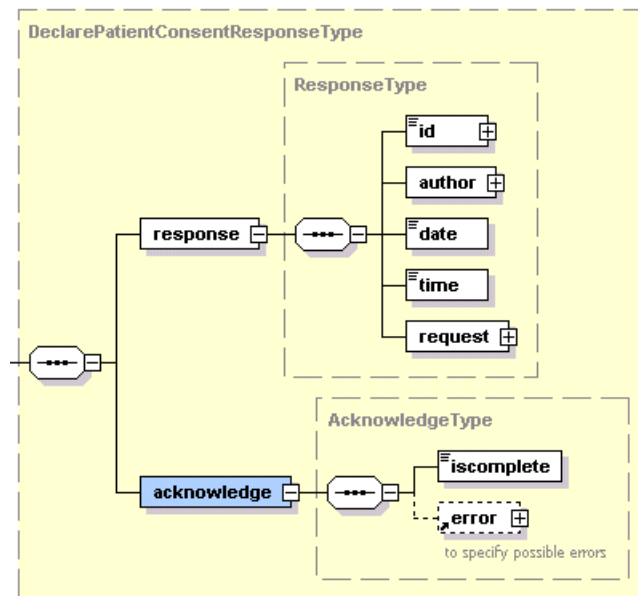 DeclarePatientConsentResponseType
ResponseType
id
author
response
date
time
request
AcknowledgeType
iscomplete
acknowledge
error
to specify possible errors